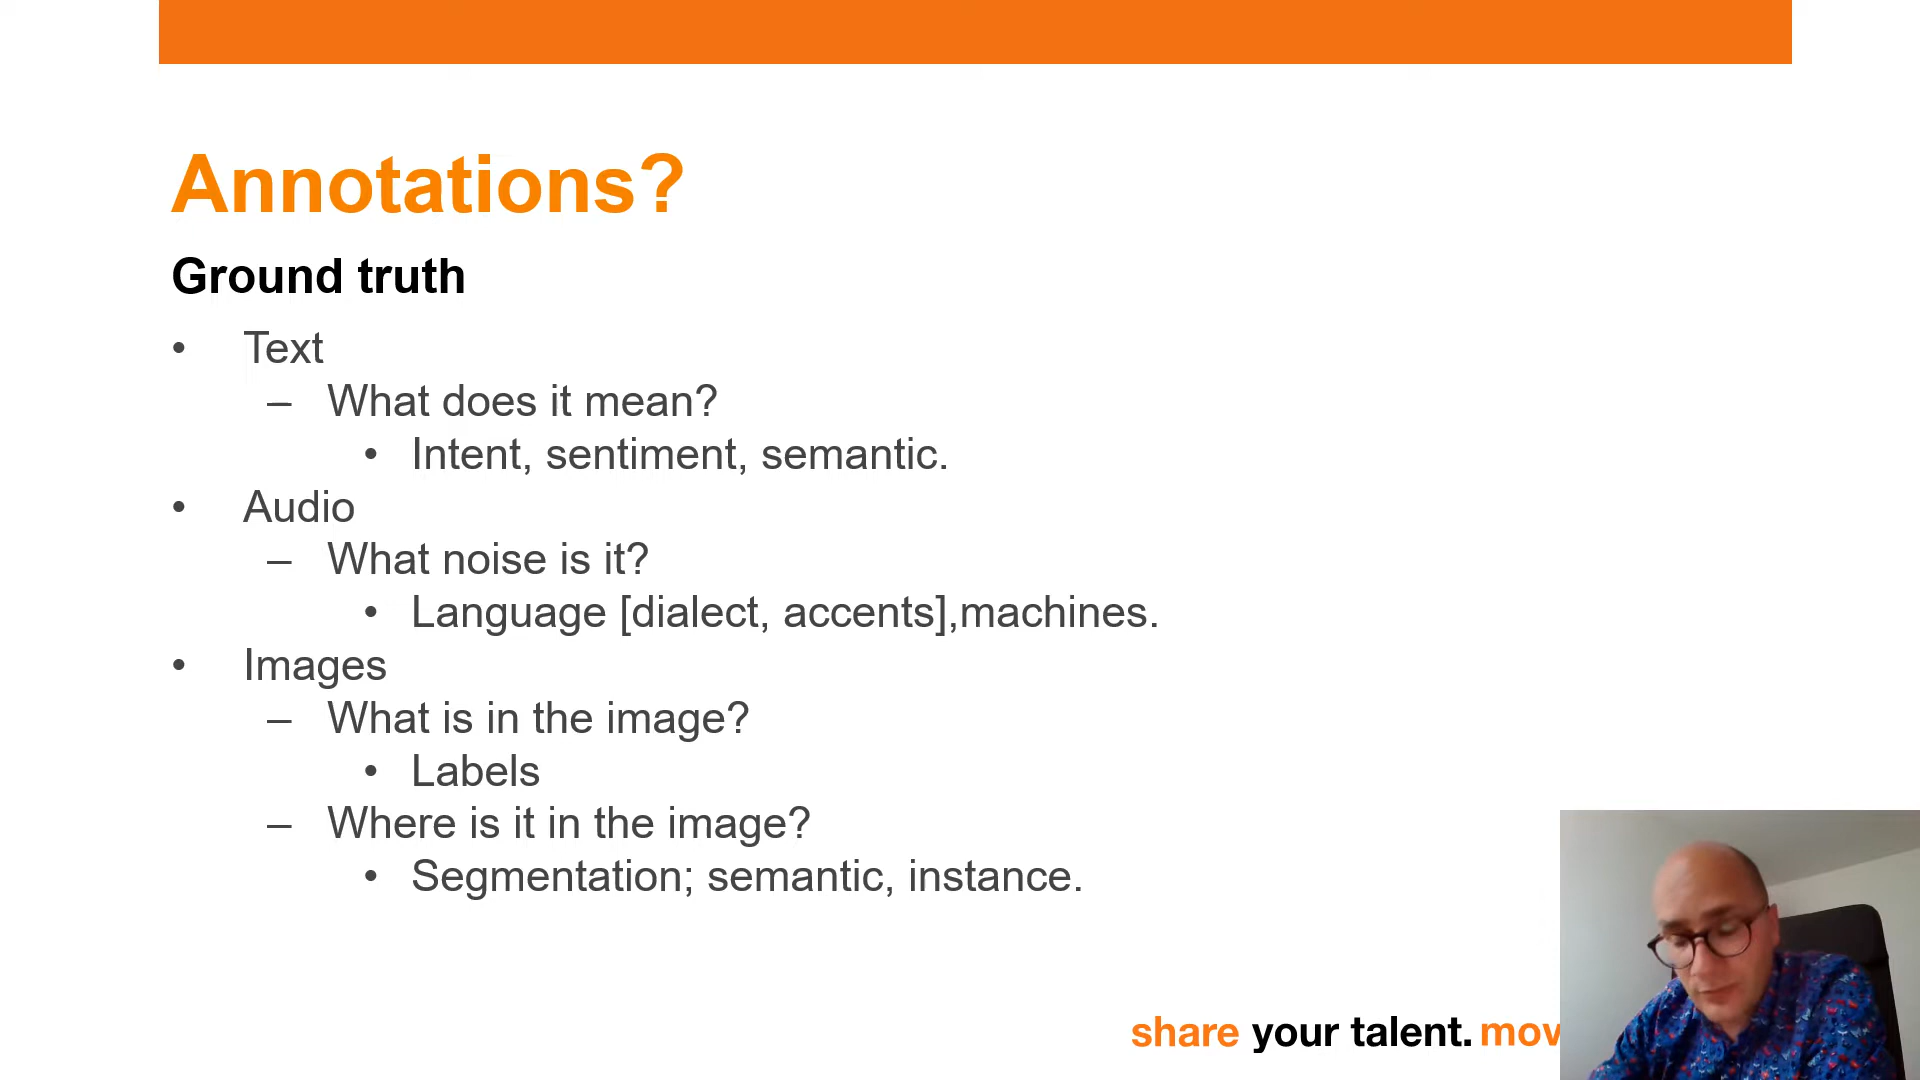 Annotations?
Ground truth
• Text
– What does it mean?
• Intent, sentiment, semantic.
• Audio
– What noise is it?
• Language [dialect, accents],machines.
• Images
– What is in the image?
• Labels
– Where is it in the image?
• Segmentation; semantic, instance.
share your talent. mov